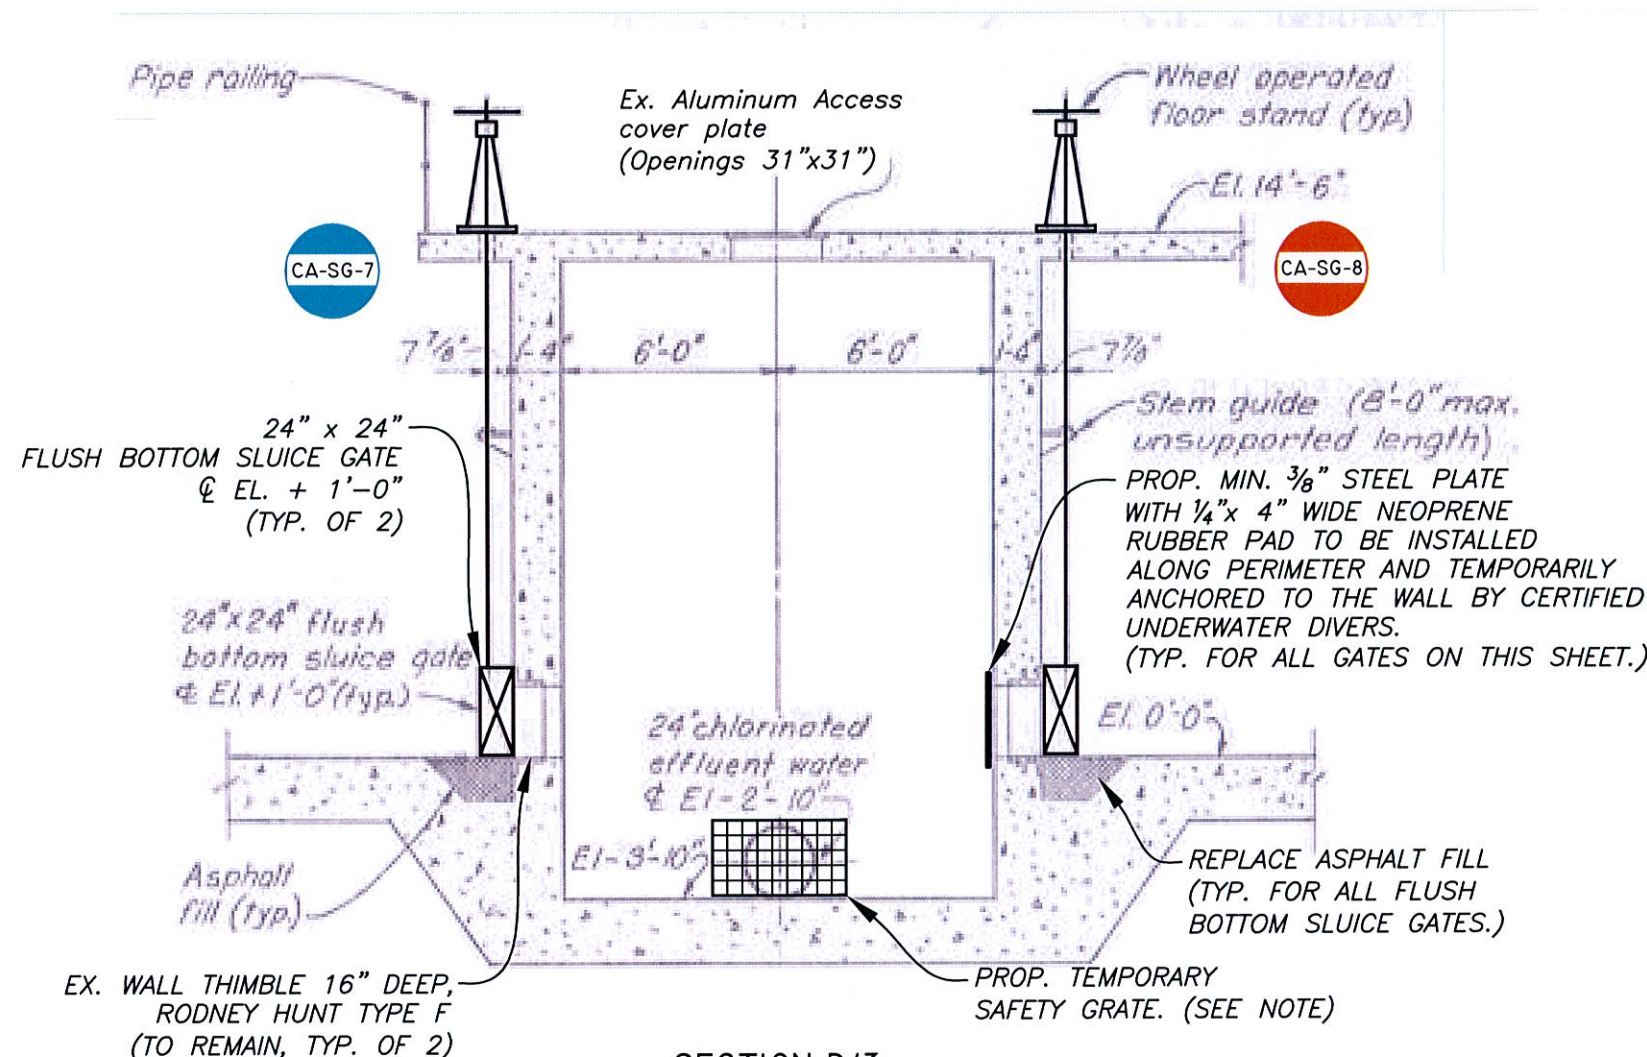 Pipe railing
Ex. Aluminum Access
cover plate
(Openings 31"x31")
Wheel operated
floor stand (typ.)
El. 14'-6"
CA-SG-7
CA-SG-8
7 7/8" 1'-4" 6'-0" 6'-0" 1'-4" 7 7/8"
Stem guide (8'-0" max.
unsupported length)
24" x 24"
FLUSH BOTTOM SLUICE GATE
℄ EL. + 1'-0"
(TYP. OF 2)
PROP. MIN. 3/8" STEEL PLATE
WITH 1/4"x 4" WIDE NEOPRENE
RUBBER PAD TO BE INSTALLED
ALONG PERIMETER AND TEMPORARILY
ANCHORED TO THE WALL BY CERTIFIED
UNDERWATER DIVERS.
(TYP. FOR ALL GATES ON THIS SHEET.)
24"x24" flush
bottom sluice gate
℄ El. + 1'-0" (typ.)
24" chlorinated
effluent water
℄ El-2'-10"
El. 0'-0"
El-3'-10"
Asphalt
fill (typ.)
REPLACE ASPHALT FILL
(TYP. FOR ALL FLUSH
BOTTOM SLUICE GATES.)
EX. WALL THIMBLE 16" DEEP,
RODNEY HUNT TYPE F
(TO REMAIN, TYP. OF 2)
PROP. TEMPORARY
SAFETY GRATE. (SEE NOTE)
SECTION